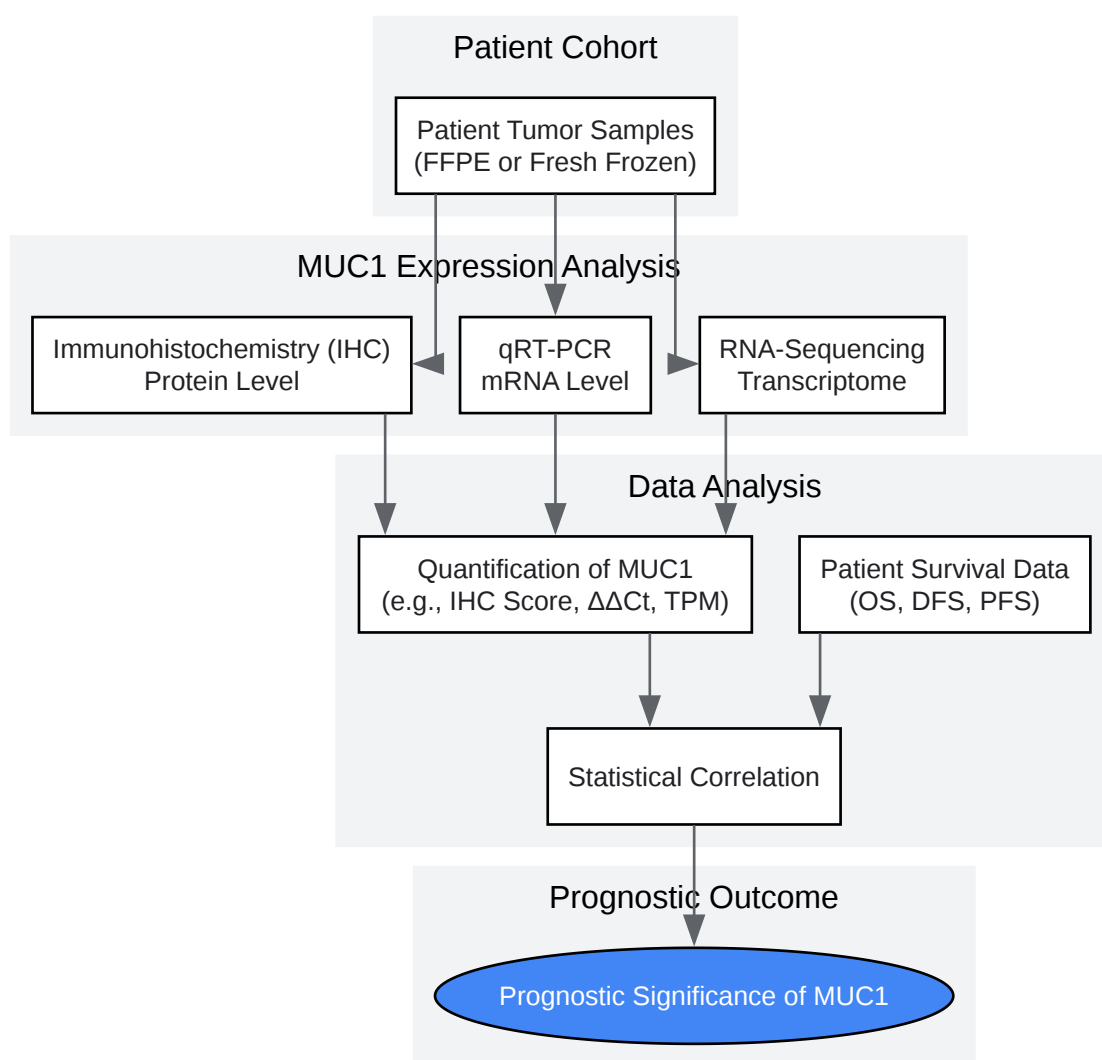 Patient Cohort
Patient Tumor Samples
(FFPE or Fresh Frozen)
MUC1 Expression Analysis
Immunohistochemistry (IHC)
Protein Level
qRT-PCR
mRNA Level
RNA-Sequencing
Transcriptome
Data Analysis
Quantification of MUC1
(e.g., IHC Score, ΔΔCt, TPM)
Patient Survival Data
(OS, DFS, PFS)
Statistical Correlation
Prognostic Outcome
Prognostic Significance of MUC1